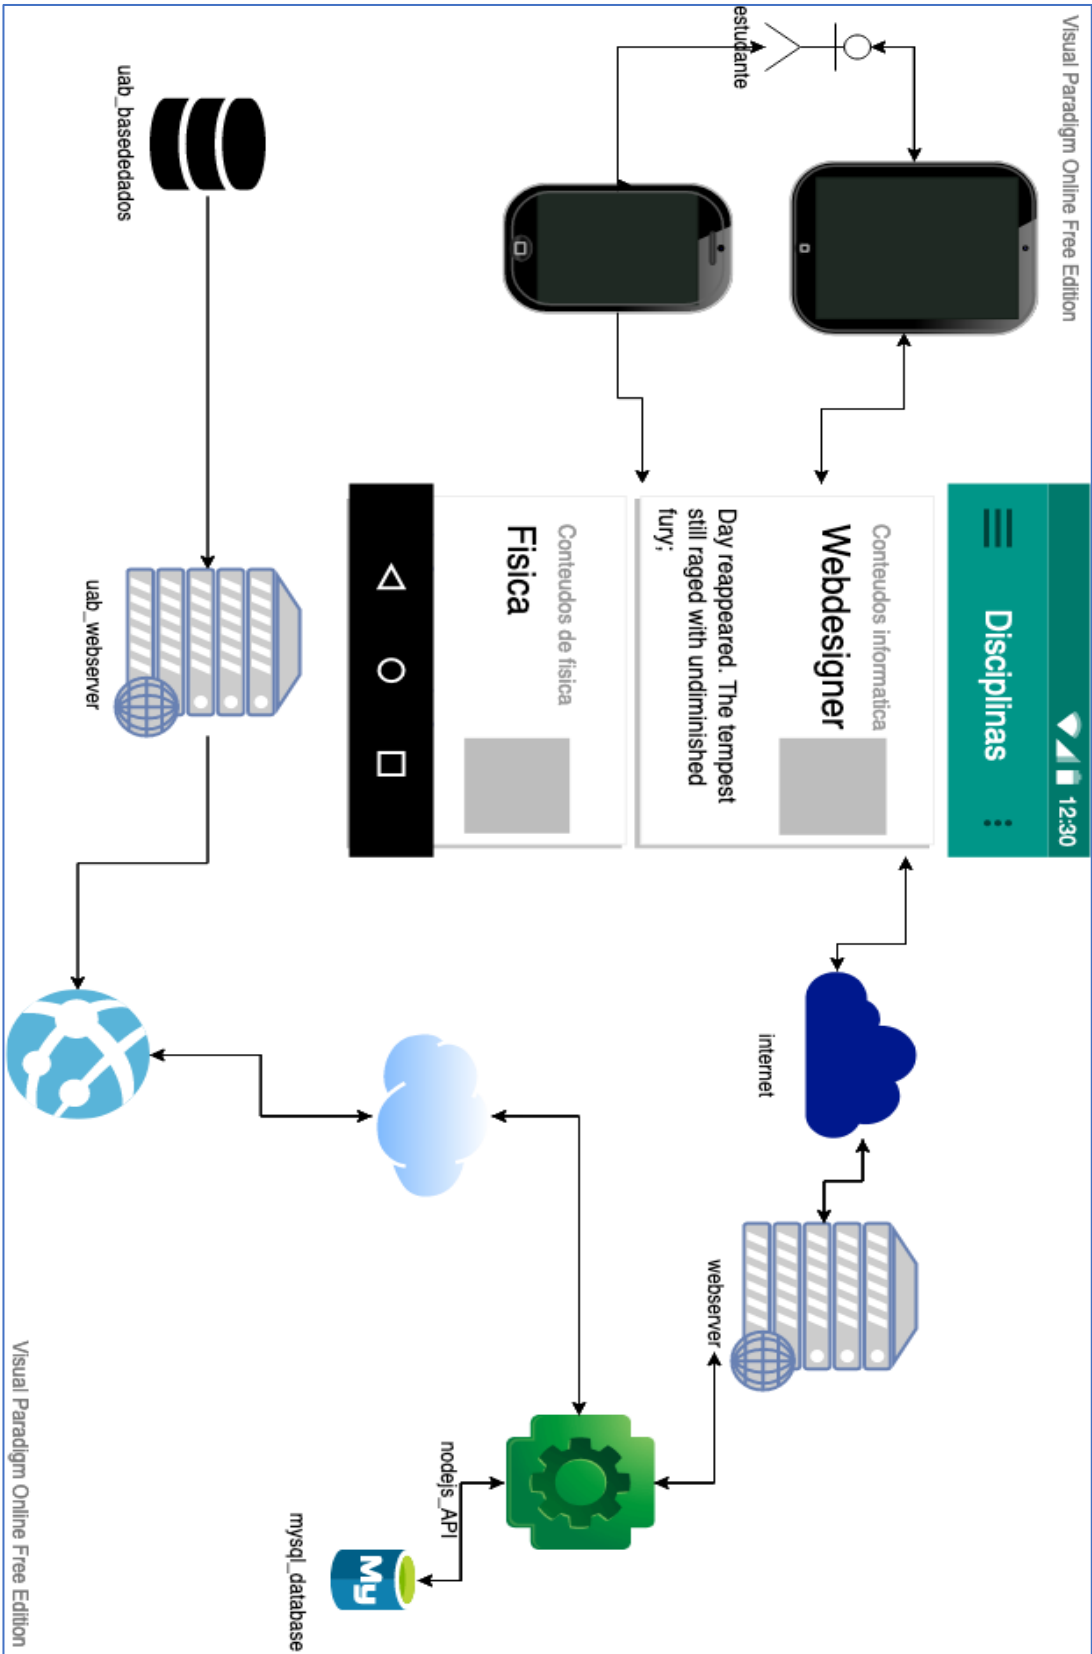 Visual Paradigm Online Free Edition
estudante
12:30
Disciplinas
Conteudos informatica
Webdesigner
Day reappeared. The tempest
still raged with undiminished
fury;
Conteudos de fisica
Fisica
internet
webserver
nodejs_API
My
mysql_database
uab_basededados
uab_webserver
Visual Paradigm Online Free Edition